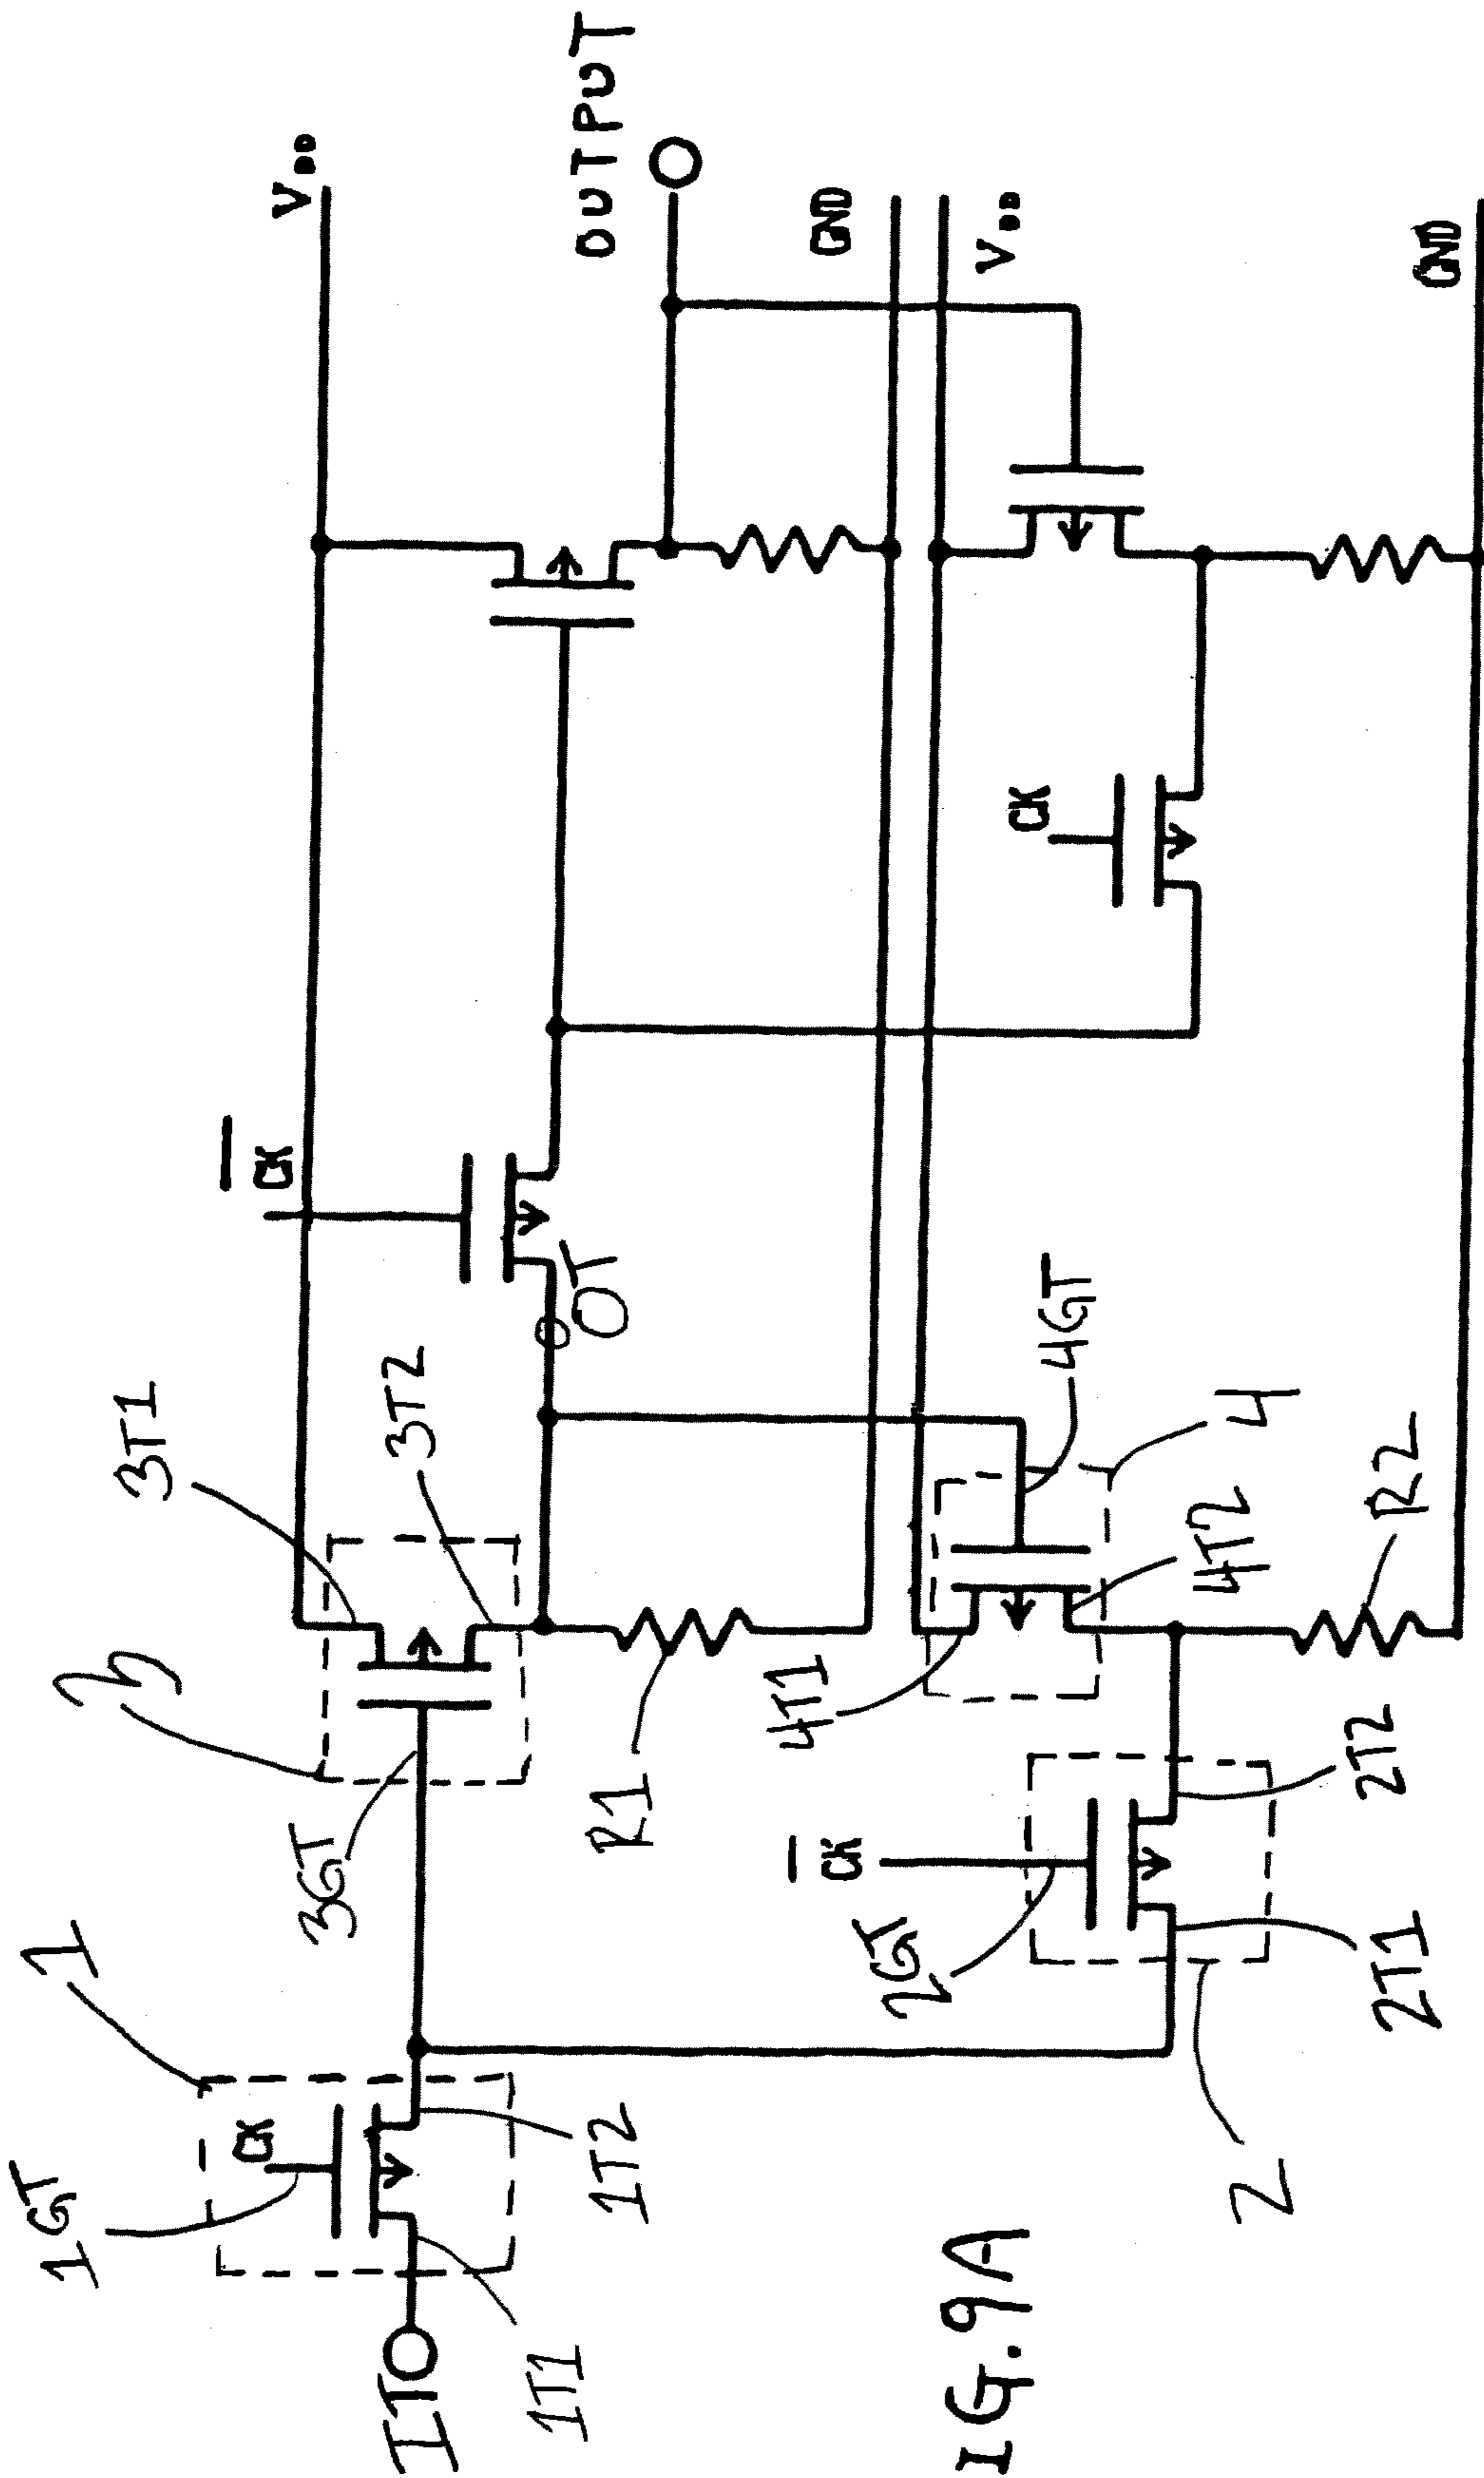 1GT
CK
1
3GT
3
3T1
3T2
CK
VDD
OUTPUT
IT
1T1
1T2
R1
OT
GND
VDD
4T1
4GT
4
CK
CK
2GT
4T2
R2
GND
2T1
2T2
2
IG. 9A